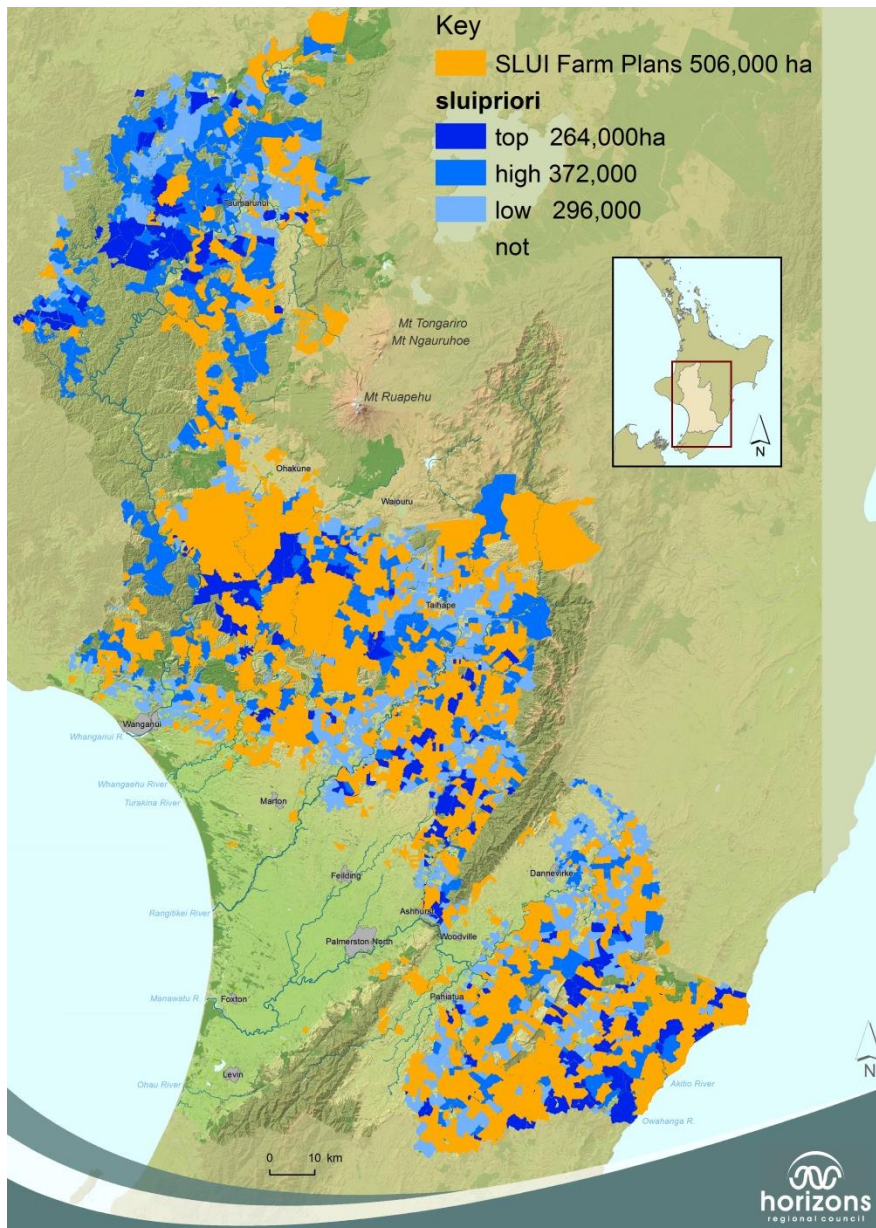 Key
SLUI Farm Plans 506,000 ha
sluipriori
top 264,000ha
high 372,000
low 296,000
not
Taumarunui
Mt Tongariro
Mt Ngauruhoe
Mt Ruapehu
N
Ohakune
Waiouru
Taihape
Wanganui
Whanganui R.
Whangaehu River
Turakina River
Marton
Dannevirke
Feilding
Rangitikei River
Ashhurst
Woodville
Palmerston North
Manawatu R.
Foxton
Pahiatua
Levin
Ohau River
Akitio River
Owahanga R.
N
0 10 km
horizons
regional council